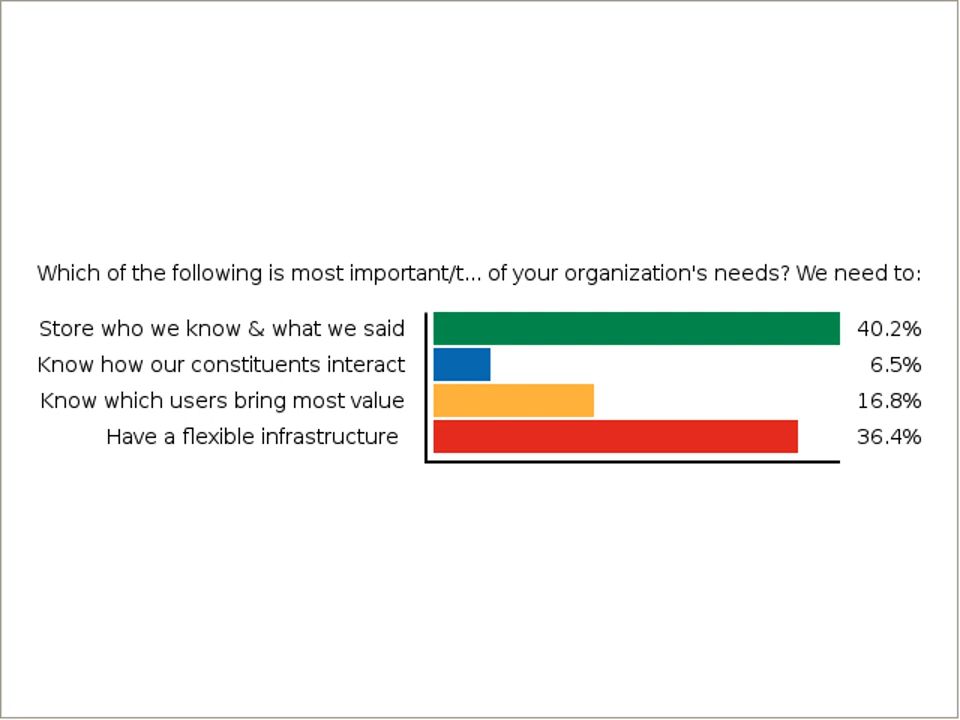 Which of the following is most important/t... of your organization's needs? We need to:
Store who we know & what we said 40.2%
Know how our constituents interact 6.5%
Know which users bring most value 16.8%
Have a flexible infrastructure 36.4%